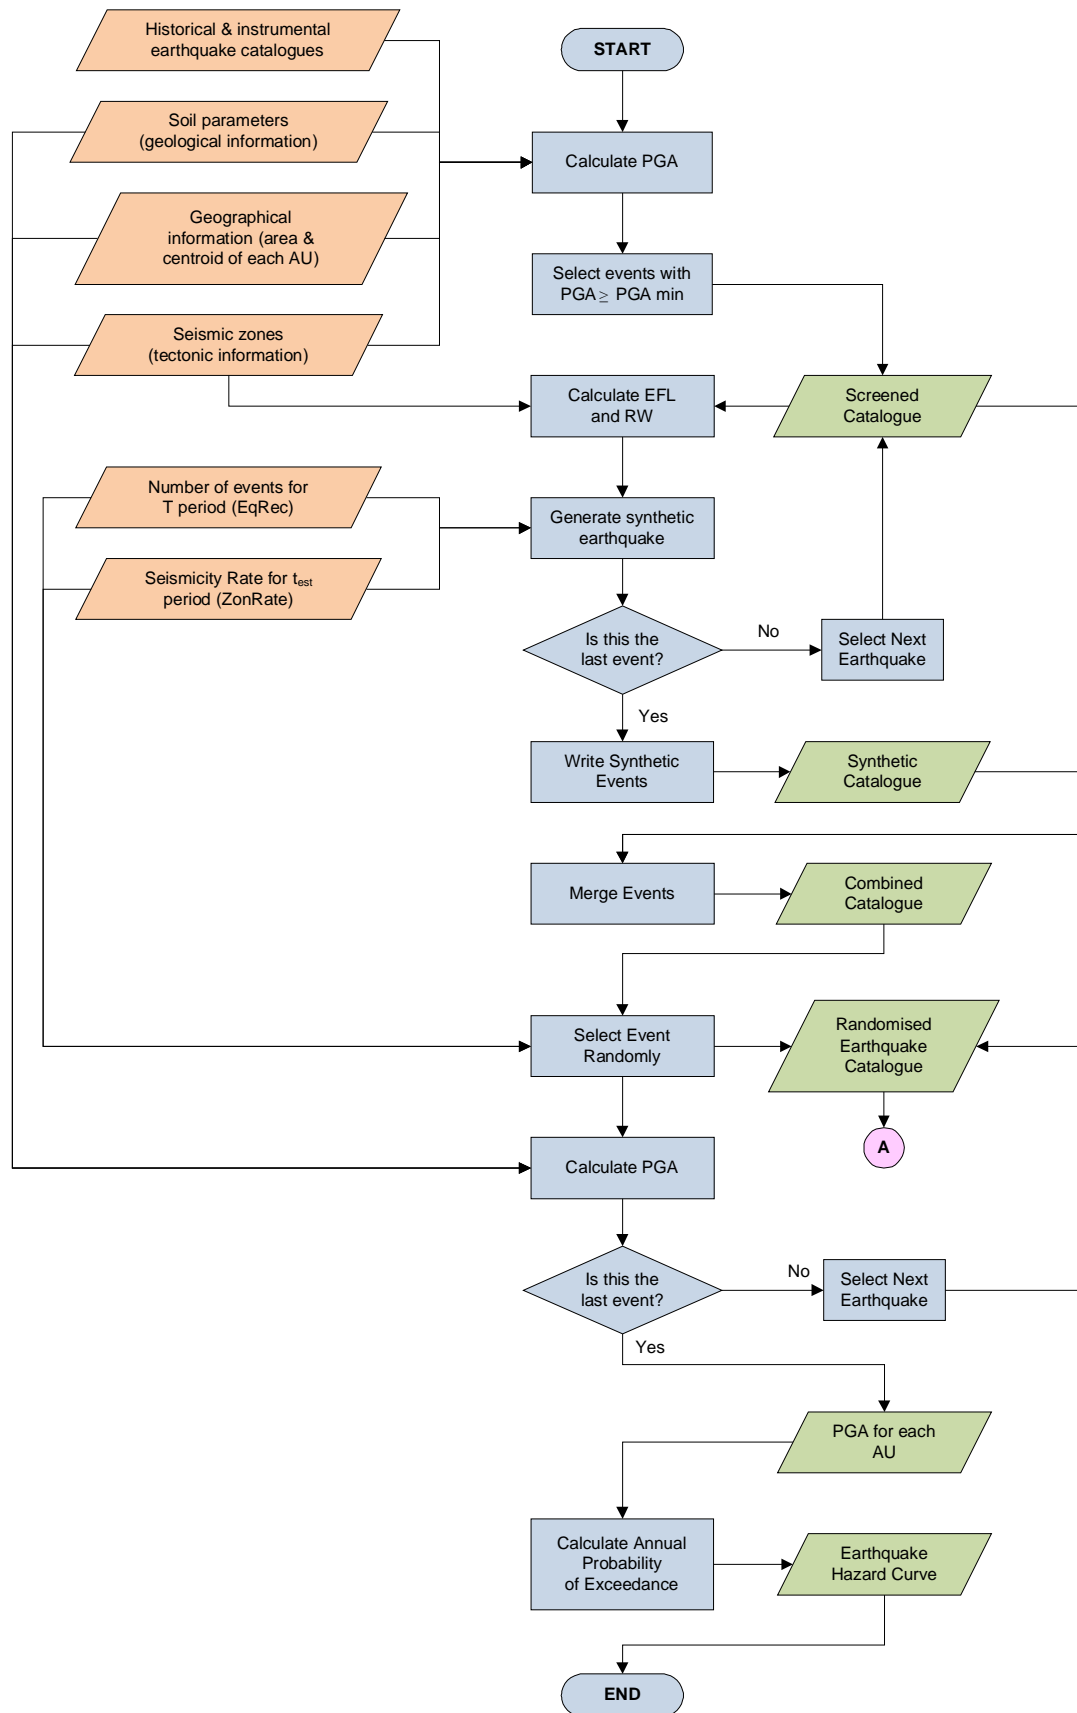 Historical & instrumental
earthquake catalogues
START
Soil parameters
(geological information)
Calculate PGA
Geographical
information (area &
centroid of each AU)
Select events with
PGA ≥ PGA min
Seismic zones
(tectonic information)
Calculate EFL
and RW
Screened
Catalogue
Number of events for
T period (EqRec)
Generate synthetic
earthquake
Seismicity Rate for test
period (ZonRate)
Is this the
last event?
No
Select Next
Earthquake
Yes
Write Synthetic
Events
Synthetic
Catalogue
Merge Events
Combined
Catalogue
Select Event
Randomly
Randomised
Earthquake
Catalogue
A
Calculate PGA
Is this the
last event?
No
Select Next
Earthquake
Yes
PGA for each
AU
Calculate Annual
Probability
of Exceedance
Earthquake
Hazard Curve
END